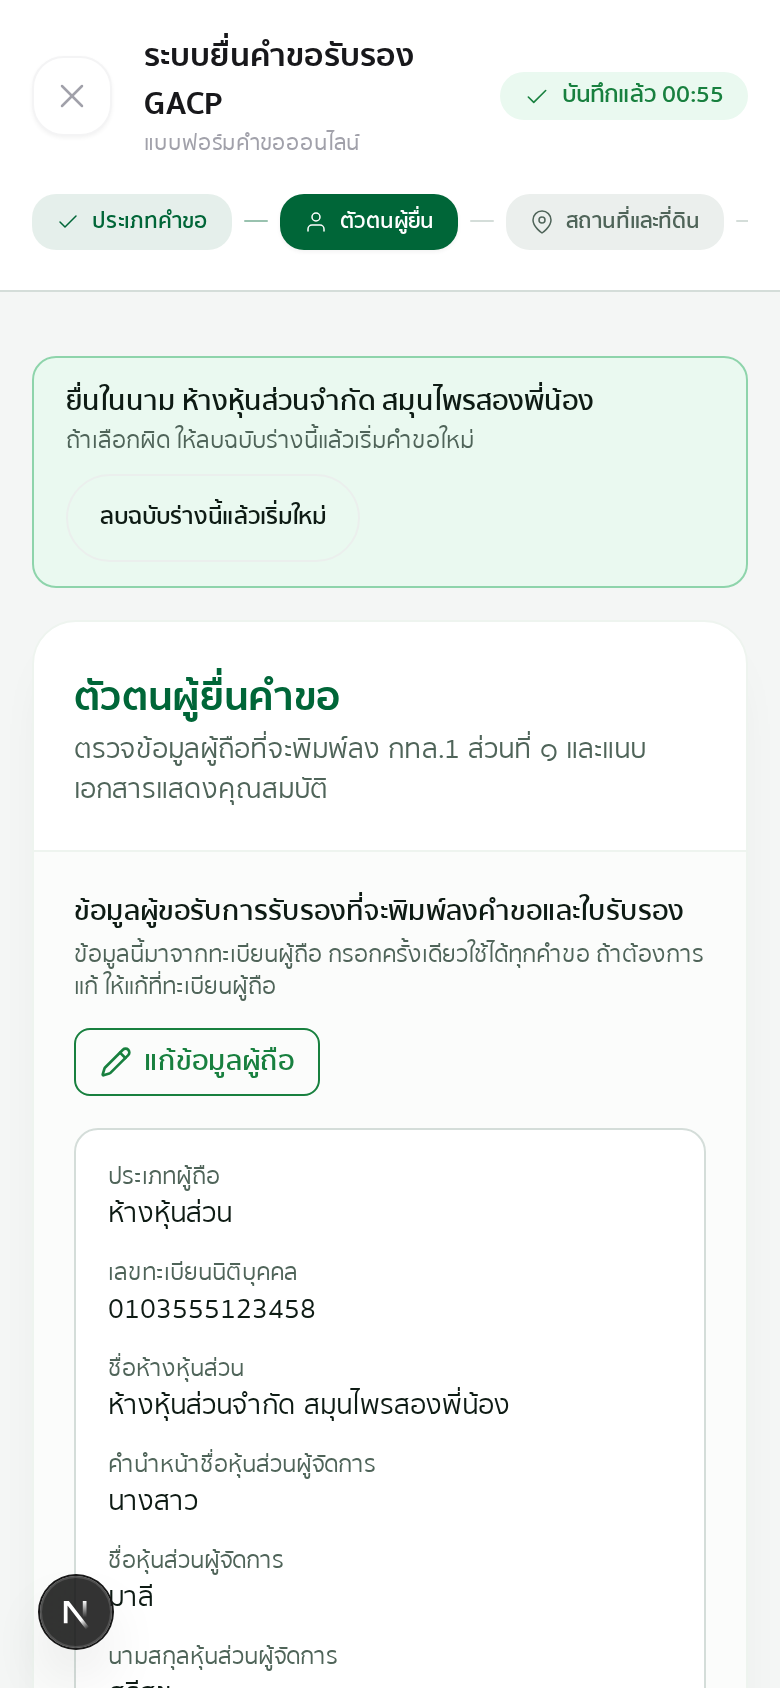 ระบบยื่นคำขอรับรอง
GACP
แบบฟอร์มคำขอออนไลน์
บันทึกแล้ว 00:55
ประเภทคำขอ
ตัวตนผู้ยื่น
สถานที่และที่ดิน
ยื่นในนาม ห้างหุ้นส่วนจำกัด สมุนไพรสองพี่น้อง
ถ้าเลือกผิด ให้ลบฉบับร่างนี้แล้วเริ่มคำขอใหม่
ลบฉบับร่างนี้แล้วเริ่มใหม่
ตัวตนผู้ยื่นคำขอ
ตรวจข้อมูลผู้ถือที่จะพิมพ์ลง กทล.1 ส่วนที่ ๑ และแนบ
เอกสารแสดงคุณสมบัติ
ข้อมูลผู้ขอรับการรับรองที่จะพิมพ์ลงคำขอและใบรับรอง
ข้อมูลนี้มาจากทะเบียนผู้ถือ กรอกครั้งเดียวใช้ได้ทุกคำขอ ถ้าต้องการ
แก้ ให้แก้ที่ทะเบียนผู้ถือ
แก้ข้อมูลผู้ถือ
ประเภทผู้ถือ
ห้างหุ้นส่วน
เลขทะเบียนนิติบุคคล
0103555123458
ชื่อห้างหุ้นส่วน
ห้างหุ้นส่วนจำกัด สมุนไพรสองพี่น้อง
คำนำหน้าชื่อหุ้นส่วนผู้จัดการ
นางสาว
ชื่อหุ้นส่วนผู้จัดการ
มาลี
N
นามสกุลหุ้นส่วนผู้จัดการ